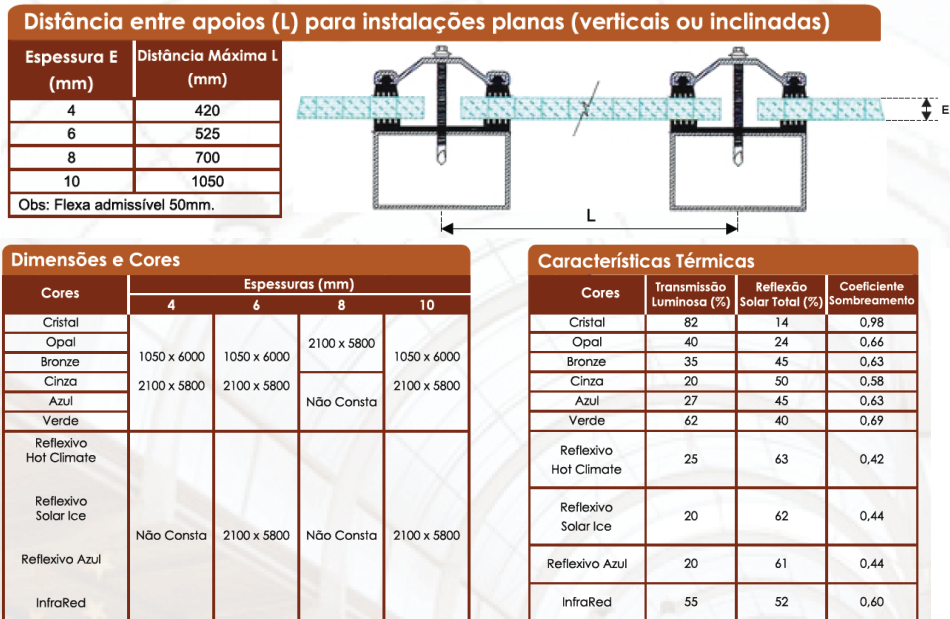 Distância entre apoios (L) para instalações planas (verticais ou inclinadas)
Espessura E (mm) Distância Máxima L (mm)
4 420
6 525
8 700
10 1050
Obs: Flexa admissível 50mm.
E
L
Dimensões e Cores
Cores Espessuras (mm)
4 6 8 10
Cristal
Opal
Bronze
Cinza
Azul
Verde
1050 x 6000
2100 x 5800
1050 x 6000
2100 x 5800
2100 x 5800
Não Consta
1050 x 6000
2100 x 5800
Reflexivo
Hot Climate
Reflexivo
Solar Ice
Reflexivo Azul
InfraRed
Não Consta 2100 x 5800 Não Consta 2100 x 5800
Características Térmicas
Cores Transmissão Luminosa (%) Reflexão Solar Total (%) Coeficiente Sombreamento
Cristal 82 14 0,98
Opal 40 24 0,66
Bronze 35 45 0,63
Cinza 20 50 0,58
Azul 27 45 0,63
Verde 62 40 0,69
Reflexivo Hot Climate 25 63 0,42
Reflexivo Solar Ice 20 62 0,44
Reflexivo Azul 20 61 0,44
InfraRed 55 52 0,60